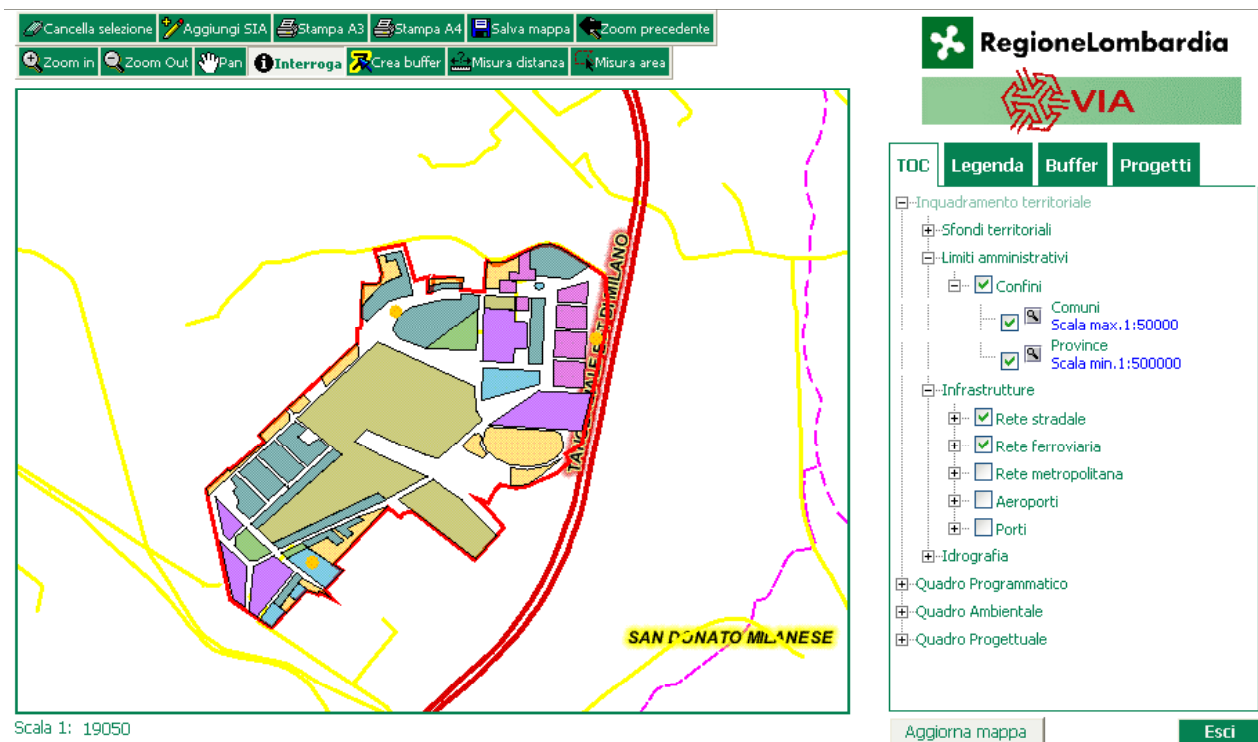 Cancella selezione Aggiungi SIA Stampa A3 Stampa A4 Salva mappa Zoom precedente
Zoom in Zoom Out Pan Interroga Crea buffer Misura distanza Misura area
RegioneLombardia
VIA
TOC Legenda Buffer Progetti
Inquadramento territoriale
Sfondi territoriali
Limiti amministrativi
Confini
Comuni
Scala max.1:50000
Province
Scala min.1:500000
Infrastrutture
Rete stradale
Rete ferroviaria
Rete metropolitana
Aeroporti
Porti
Idrografia
Quadro Programmatico
Quadro Ambientale
Quadro Progettuale
DI MILANO
SAN DONATO MILANESE
Scala 1: 19050
Aggiorna mappa
Esci